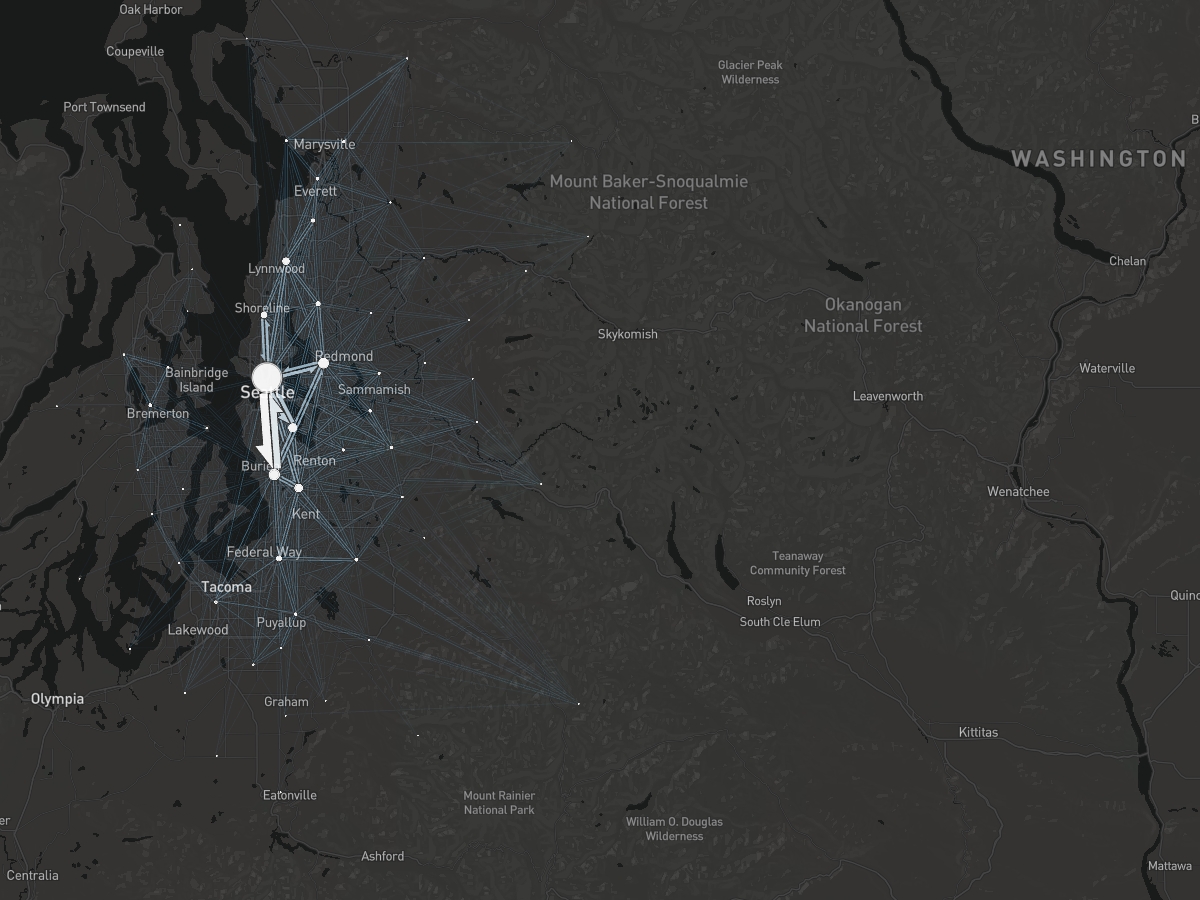 Oak Harbor
Coupeville
Glacier Peak
Wilderness
Port Townsend
Marysville
WASHINGTON
Mount Baker-Snoqualmie
National Forest
Everett
Chelan
Lynnwood
Shoreline
Okanogan
National Forest
Skykomish
Redmond
Bainbridge
Island
Waterville
Sammamish
Seattle
Leavenworth
Bremerton
Renton
Wenatchee
Kent
Federal Way
Teanaway
Community Forest
Tacoma
Roslyn
Puyallup
South Cle Elum
Lakewood
Olympia
Graham
Kittitas
Eatonville
Mount Rainier
National Park
William O. Douglas
Wilderness
Ashford
Mattawa
Centralia